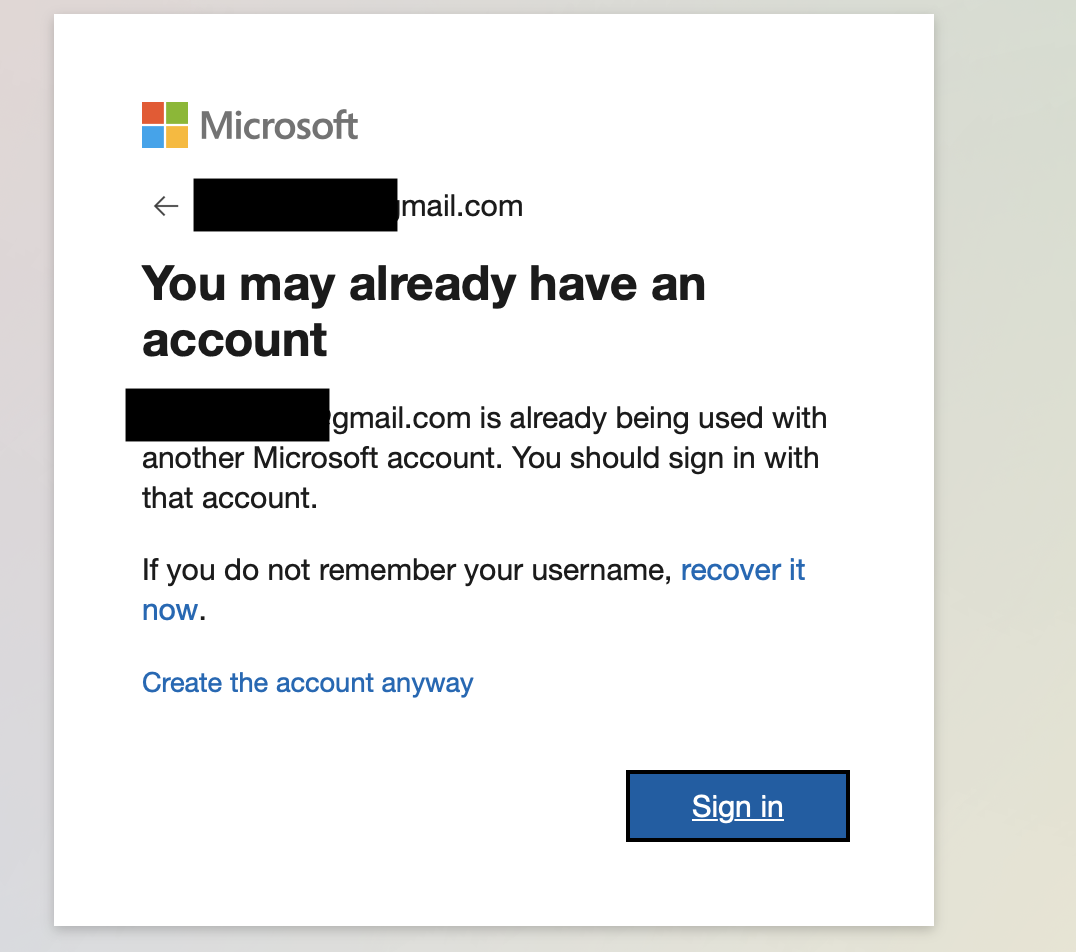 Microsoft
gmail.com
You may already have an
account
gmail.com is already being used with
another Microsoft account. You should sign in with
that account.
If you do not remember your username, recover it
now.
Create the account anyway
Sign in